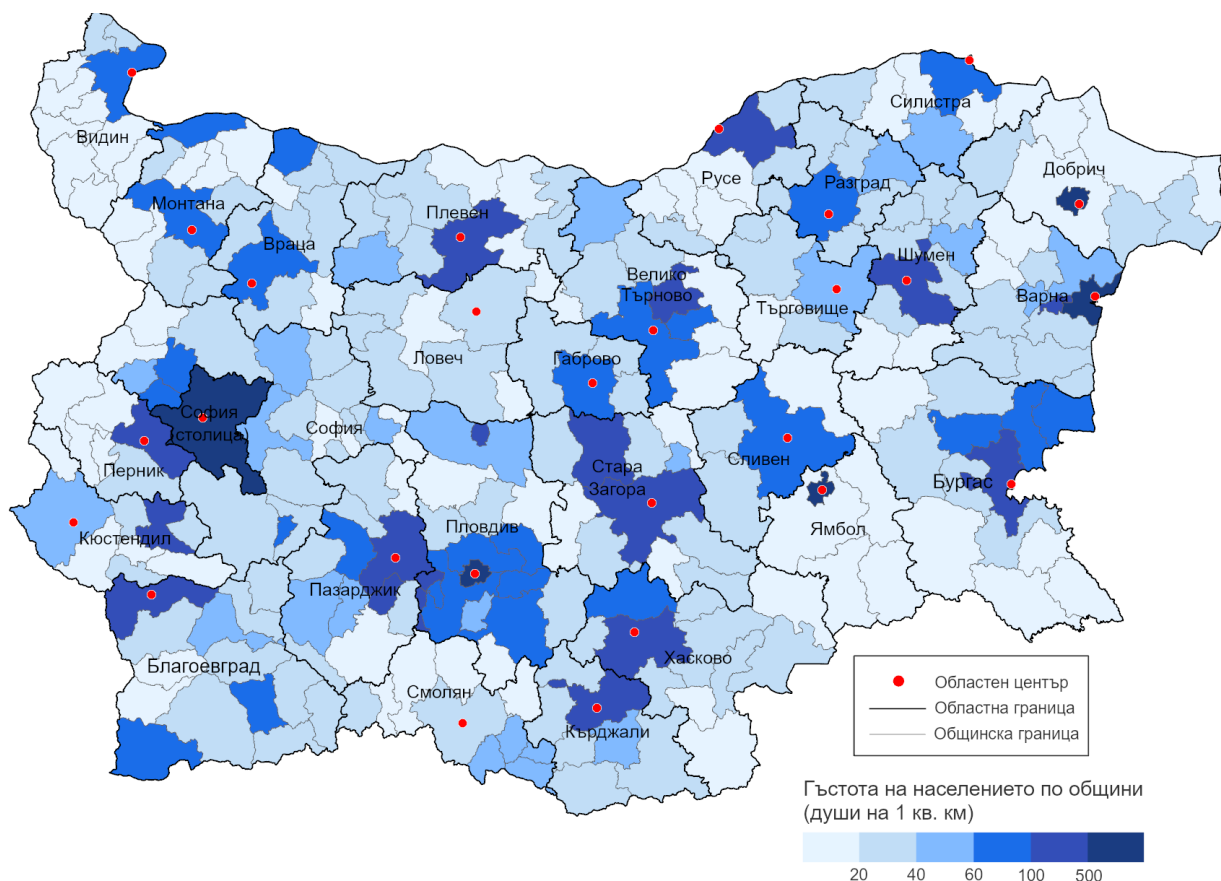 Силистра
Видин
Добрич
Русе
Разград
Монтана
Плевен
Враца
Шумен
Велико
Търново
Варна
Търговище
Ловеч
Габрово
София
(столица)
София
Перник
Стара
Загора
Сливен
Бургас
Кюстендил
Пловдив
Ямбол
Пазарджик
Благоевград
Хасково
Смолян
Кърджали
Областен център
Областна граница
Общинска граница
Гъстота на населението по общини
(души на 1 кв. км)
20 40 60 100 500